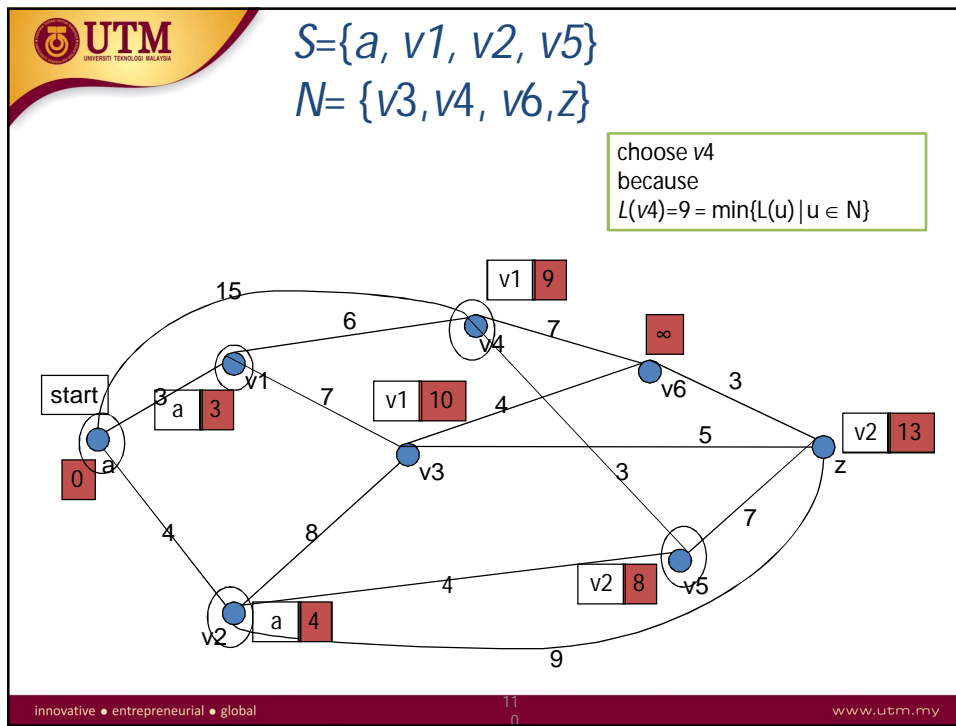 UTM
UNIVERSITI TEKNOLOGI MALAYSIA
S={a, v1, v2, v5}
N= {v3,v4, v6,z}
choose v4
because
L(v4)=9 = min{L(u)|u ∈ N}
v1 9
15
6
v4
7
∞
start
3
v1
a 3
7
v1 10
4
v6
3
a
0
v3
5
v2 13
z
3
4
8
7
4
v2 8
v5
v2
a 4
9
innovative ● entrepreneurial ● global
11
0
www.utm.my